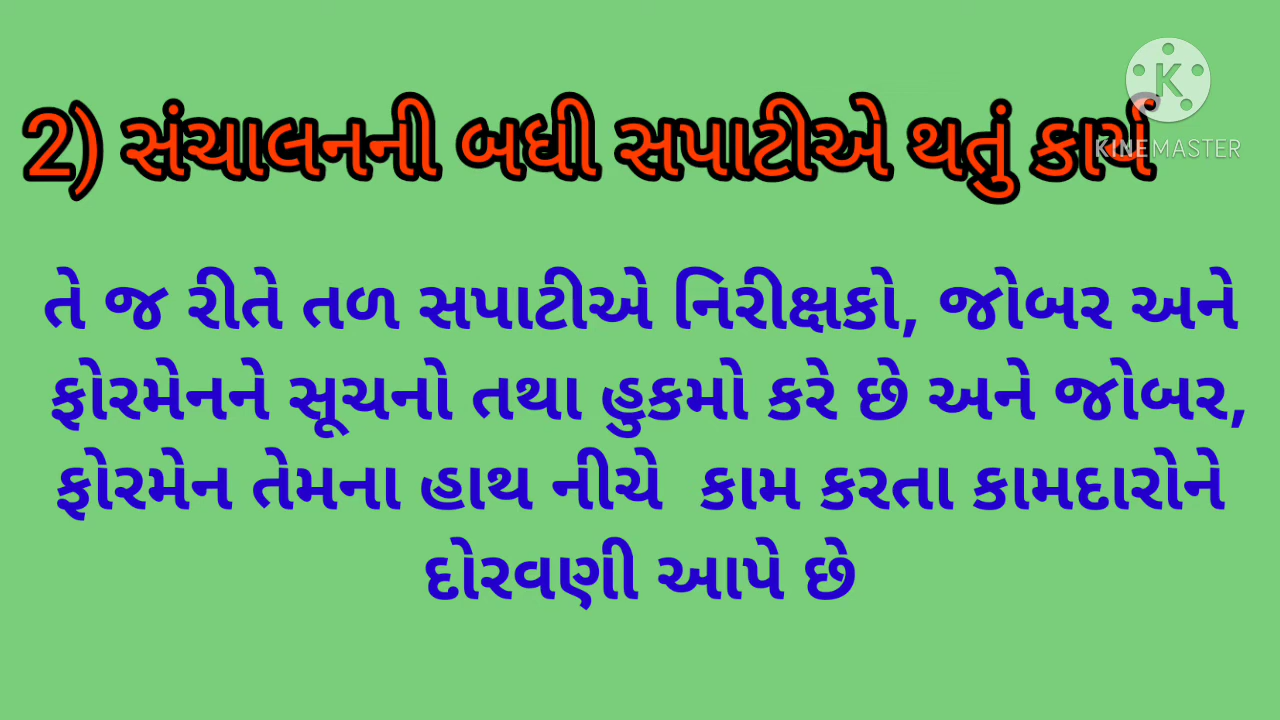 2) સંચાલનની બધી સપાટીએ થતું કાર્ય
KINEMASTER
તે જ રીતે તળ સપાટીએ નિરીક્ષકો, જોબર અને
ફોરમેનને સૂચનો તથા હુકમો કરે છે અને જોબર,
ફોરમેન તેમના હાથ નીચે કામ કરતા કામદારોને
દોરવણી આપે છે